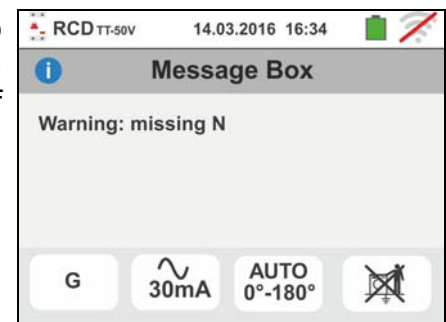 RCD TT-50V 14.03.2016 16:34
Message Box
Warning: missing N
G 30mA AUTO
0°-180°